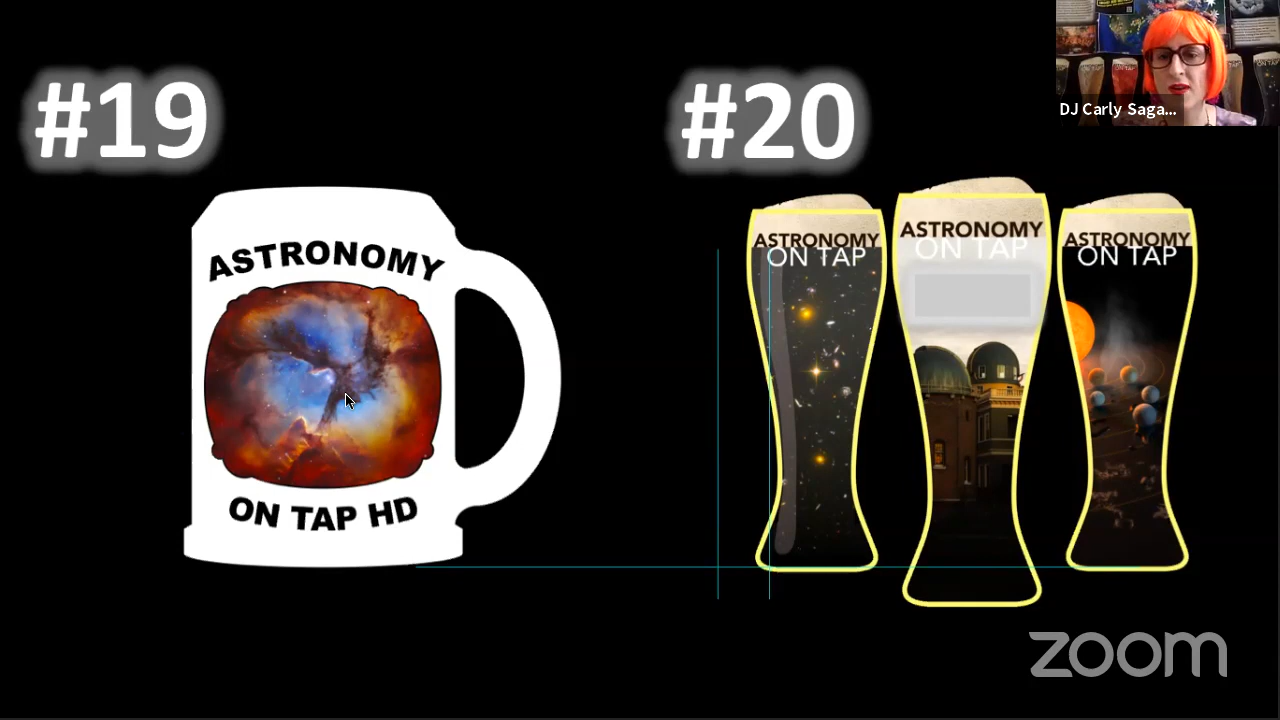 #19
#20
DJ Carly Saga...
ASTRONOMY
ON TAP HD
ASTRONOMY
ON TAP
ASTRONOMY
ON TAP
ASTRONOMY
ON TAP
zoom